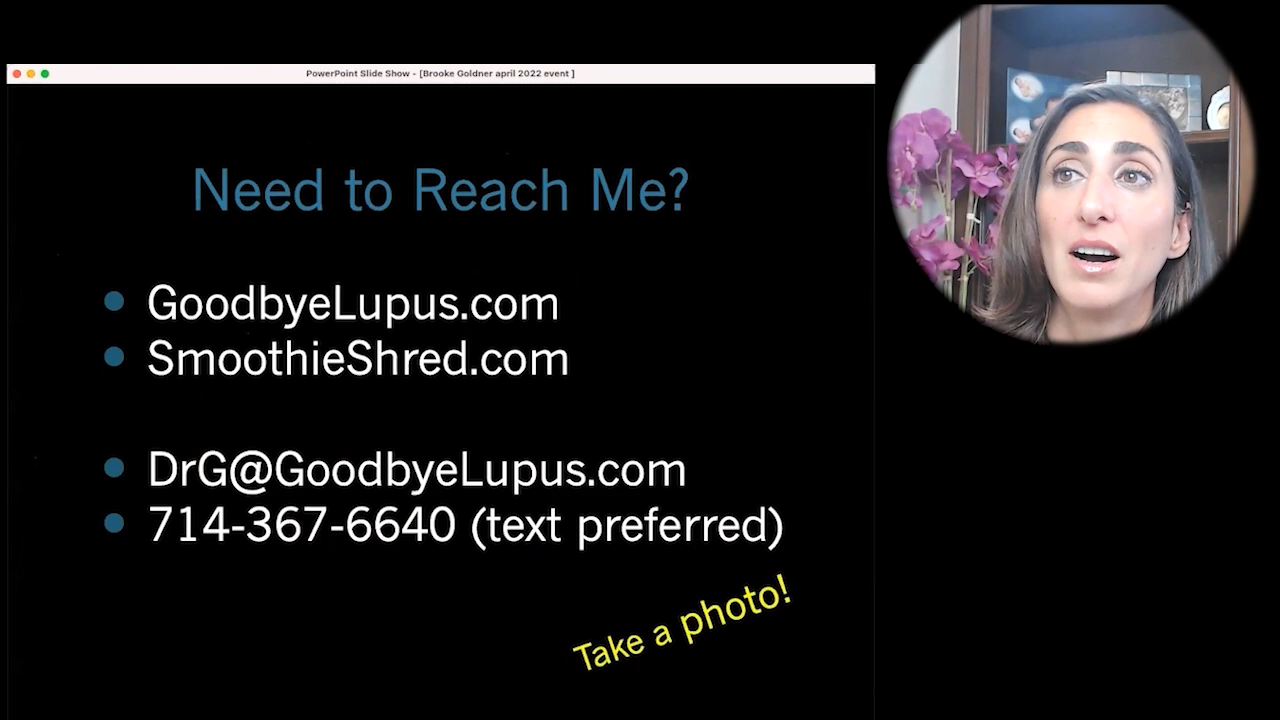 PowerPoint Slide Show - [Brooke Goldner april 2022 event ]
Need to Reach Me?
GoodbyeLupus.com
SmoothieShred.com
DrG@GoodbyeLupus.com
714-367-6640 (text preferred)
Take a photo!